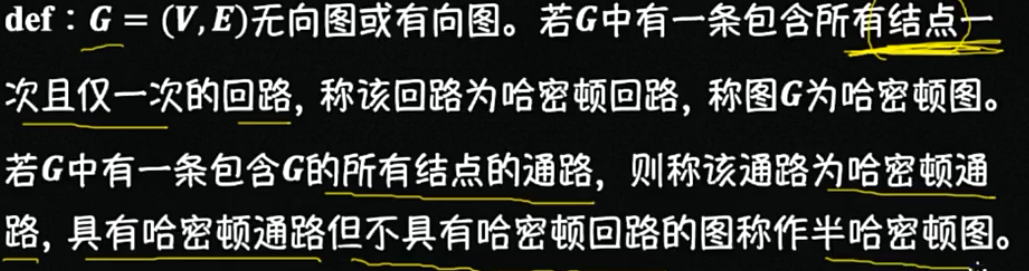 def：G = (V, E)无向图或有向图。若G中有一条包含所有结点一
次且仅一次的回路, 称该回路为哈密顿回路, 称图G为哈密顿图。
若G中有一条包含G的所有结点的通路，则称该通路为哈密顿通
路, 具有哈密顿通路但不具有哈密顿回路的图称作半哈密顿图。